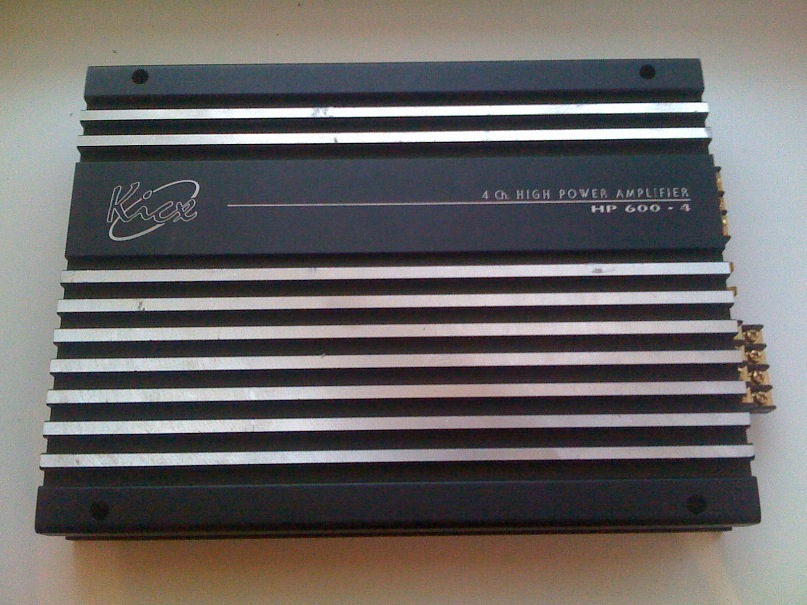 Kicx
4 Ch. HIGH POWER AMPLIFIER
HP 600 - 4